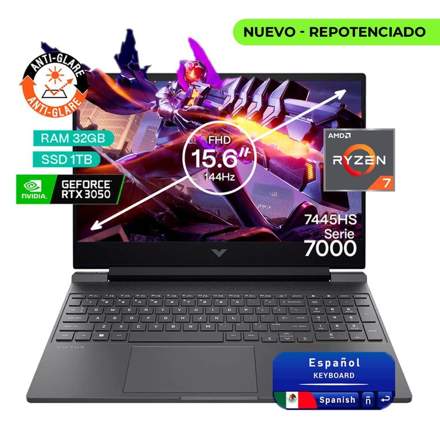 NUEVO - REPOTENCIADO
ANTI-GLARE
ANTI-GLARE
RAM 32GB
SSD 1TB
NVIDIA
GEFORCE
RTX 3050
FHD
15.6"
144Hz
AMD
RYZEN
7
7445HS
Serie
7000
Español
KEYBOARD
Spanish
ñ